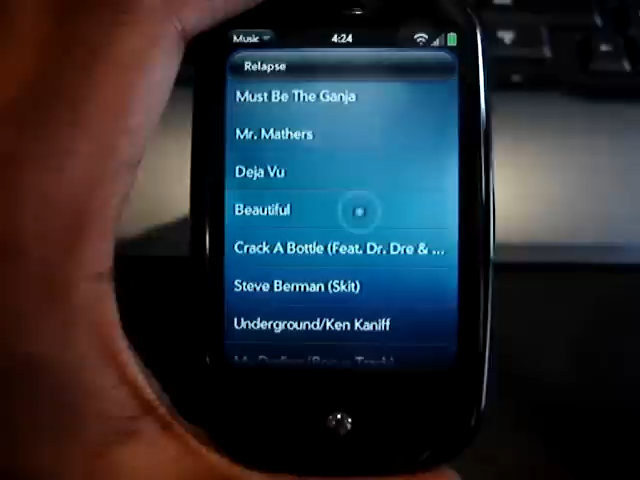 Music 4:24
Relapse
Must Be The Ganja
Mr. Mathers
Deja Vu
Beautiful
Crack A Bottle (Feat. Dr. Dre & ...
Steve Berman (Skit)
Underground/Ken Kaniff